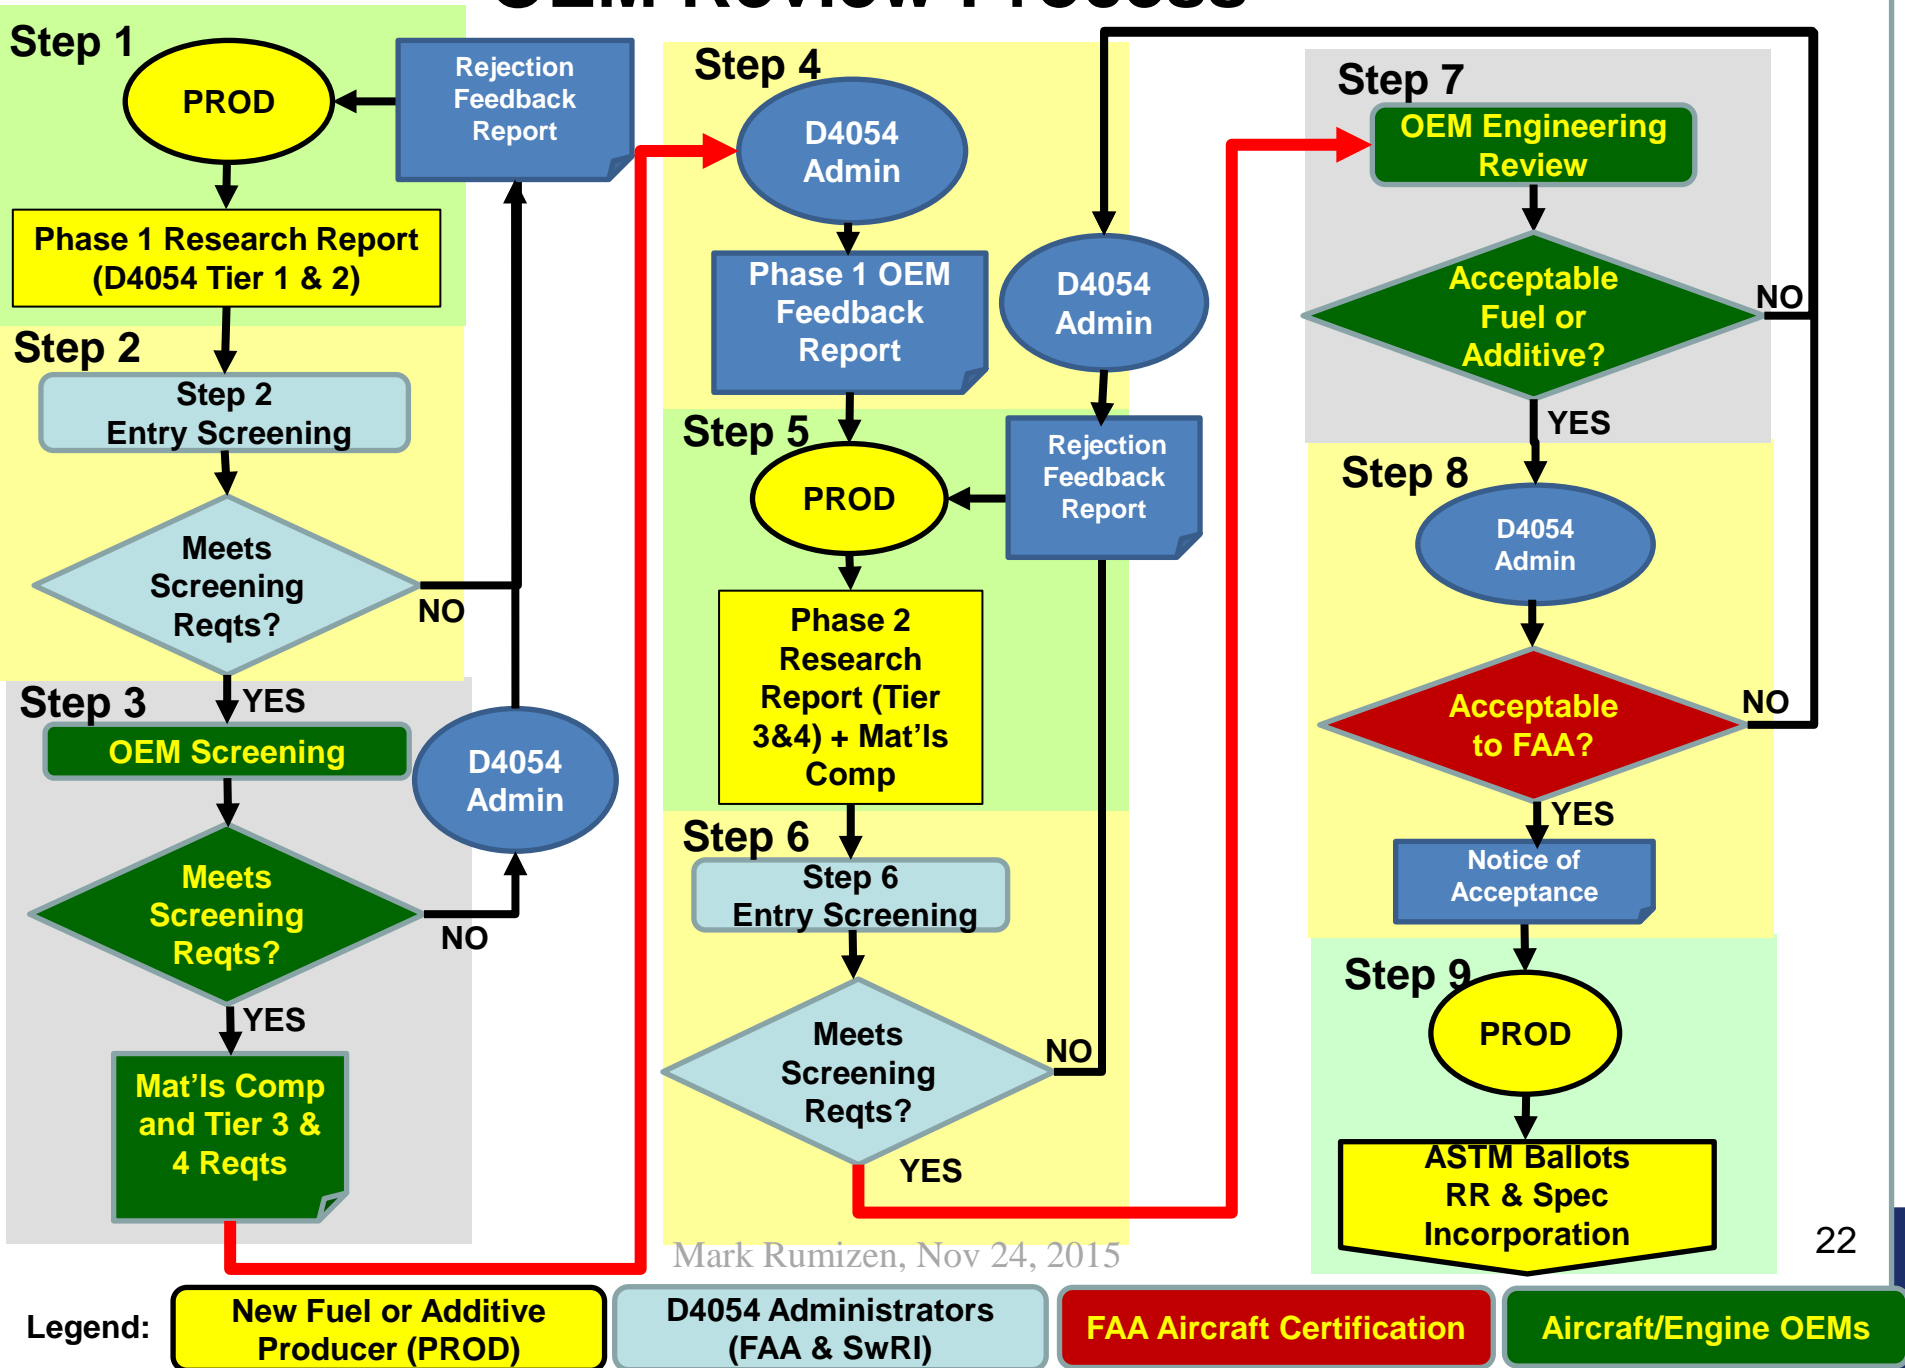 OEM Review Process
Step 1
PROD
Rejection
Feedback
Report
Phase 1 Research Report
(D4054 Tier 1 & 2)
Step 2
Step 2
Entry Screening
Meets
Screening
Reqts?
NO
YES
Step 3
OEM Screening
D4054
Admin
Meets
Screening
Reqts?
NO
YES
Mat'ls Comp
and Tier 3 &
4 Reqts
Step 4
D4054
Admin
Phase 1 OEM
Feedback
Report
D4054
Admin
Step 5
PROD
Rejection
Feedback
Report
Phase 2
Research
Report (Tier
3&4) + Mat'ls
Comp
Step 6
Step 6
Entry Screening
Meets
Screening
Reqts?
NO
YES
Step 7
OEM Engineering
Review
Acceptable
Fuel or
Additive?
NO
YES
Step 8
D4054
Admin
Acceptable
to FAA?
NO
YES
Notice of
Acceptance
Step 9
PROD
ASTM Ballots
RR & Spec
Incorporation
Mark Rumizen, Nov 24, 2015
22
Legend:
New Fuel or Additive
Producer (PROD)
D4054 Administrators
(FAA & SwRI)
FAA Aircraft Certification
Aircraft/Engine OEMs